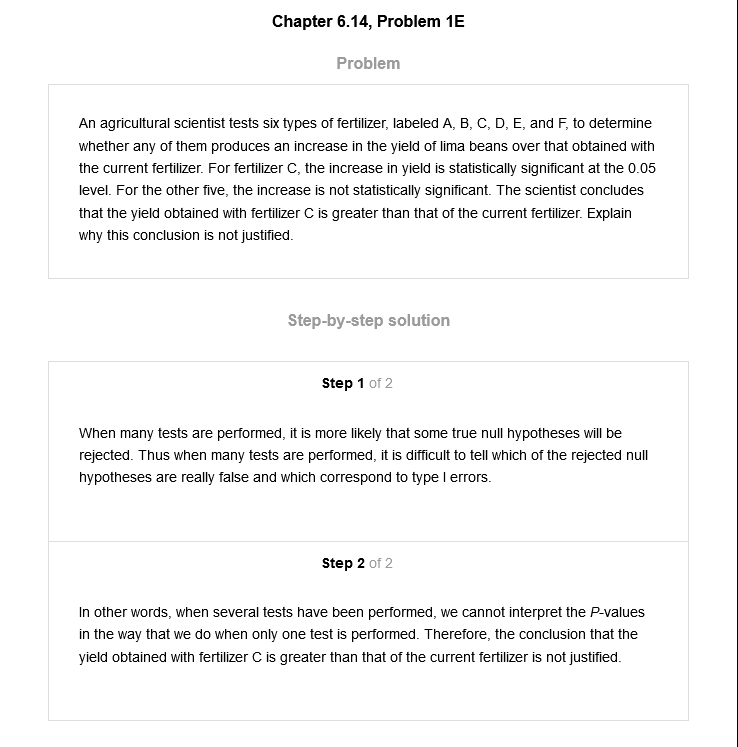 Chapter 6.14, Problem 1E
Problem
An agricultural scientist tests six types of fertilizer, labeled A, B, C, D, E, and F, to determine
whether any of them produces an increase in the yield of lima beans over that obtained with
the current fertilizer. For fertilizer C, the increase in yield is statistically significant at the 0.05
level. For the other five, the increase is not statistically significant. The scientist concludes
that the yield obtained with fertilizer C is greater than that of the current fertilizer. Explain
why this conclusion is not justified.
Step-by-step solution
Step 1 of 2
When many tests are performed, it is more likely that some true null hypotheses will be
rejected. Thus when many tests are performed, it is difficult to tell which of the rejected null
hypotheses are really false and which correspond to type I errors.
Step 2 of 2
In other words, when several tests have been performed, we cannot interpret the P-values
in the way that we do when only one test is performed. Therefore, the conclusion that the
yield obtained with fertilizer C is greater than that of the current fertilizer is not justified.